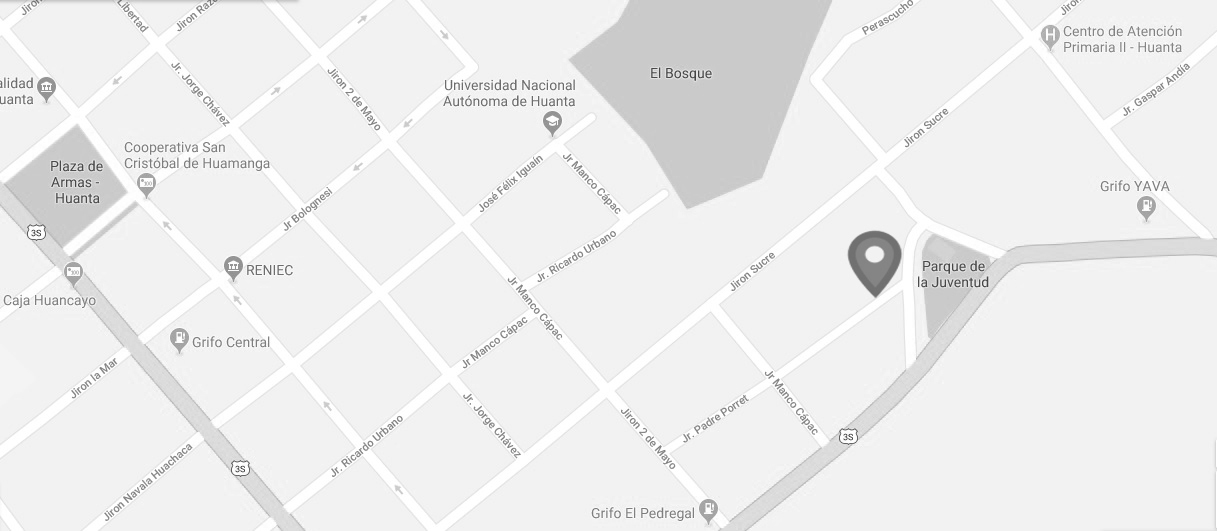 Libertad
Jiron Razu
Perascucho
Jiron
Centro de Atención
Primaria II - Huanta
El Bosque
Jr. Gaspar Andia
alidad
uanta
Jr. Jorge Chávez
Jiron 2 de Mayo
Universidad Nacional
Autónoma de Huanta
Jiron Sucre
Cooperativa San
Cristóbal de Huamanga
Plaza de
Armas -
Huanta
José Félix Iguain
Jr Manco Cápac
Grifo YAVA
Jr Bolognesi
3S
Jr. Ricardo Urbano
RENIEC
Jiron Sucre
Parque de
la Juventud
Caja Huancayo
Jr Manco Cápac
Grifo Central
Jr Manco Cápac
Jiron la Mar
Jr. Jorge Chávez
Jr Manco Cápac
Jr. Padre Porret
Jiron 2 de Mayo
3S
Jr. Ricardo Urbano
3S
Jiron Navala Huachaca
Grifo El Pedregal